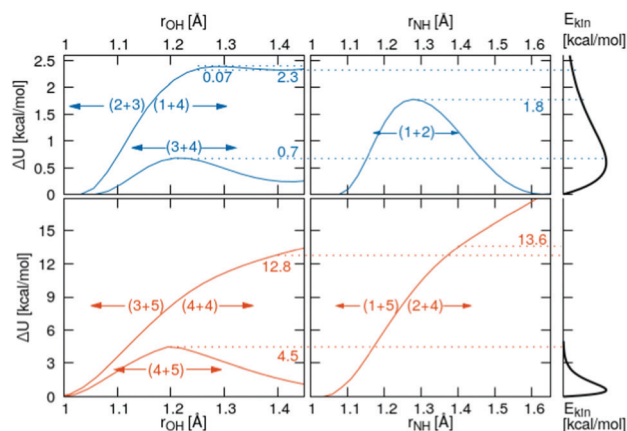 r_OH [Å]
r_NH [Å]
E_kin
[kcal/mol]
1 1.1 1.2 1.3 1.4
1 1.1 1.2 1.3 1.4 1.5 1.6
ΔU [kcal/mol]
2.5
2
1.5
1
0.5
0
0.07
2.3
(2+3) (1+4)
(3+4)
0.7
1.8
(1+2)
ΔU [kcal/mol]
15
12
9
6
3
0
12.8
(3+5) (4+4)
4.5
(4+5)
13.6
(1+5) (2+4)
1 1.1 1.2 1.3 1.4
1.1 1.2 1.3 1.4 1.5 1.6
r_OH [Å]
r_NH [Å]
E_kin
[kcal/mol]